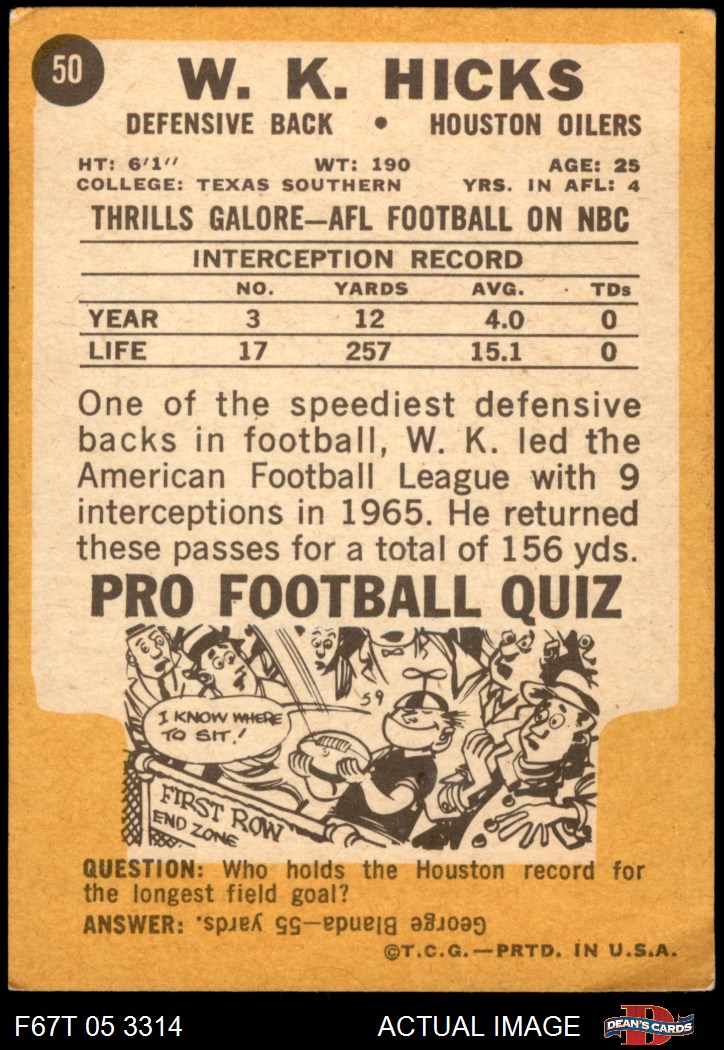 50
W. K. HICKS
DEFENSIVE BACK • HOUSTON OILERS
HT: 6'1" WT: 190 AGE: 25
COLLEGE: TEXAS SOUTHERN YRS. IN AFL: 4
THRILLS GALORE—AFL FOOTBALL ON NBC
INTERCEPTION RECORD
NO. YARDS AVG. TDs
YEAR 3 12 4.0 0
LIFE 17 257 15.1 0
One of the speediest defensive
backs in football, W. K. led the
American Football League with 9
interceptions in 1965. He returned
these passes for a total of 156 yds.
PRO FOOTBALL QUIZ
59
I KNOW WHERE
TO SIT!
FIRST ROW
END ZONE
QUESTION: Who holds the Houston record for
the longest field goal?
ANSWER: George Blanda—55 yards.
©T.C.G.—PRTD. IN U.S.A.
F67T 05 3314 ACTUAL IMAGE
D
DEAN'S CARDS